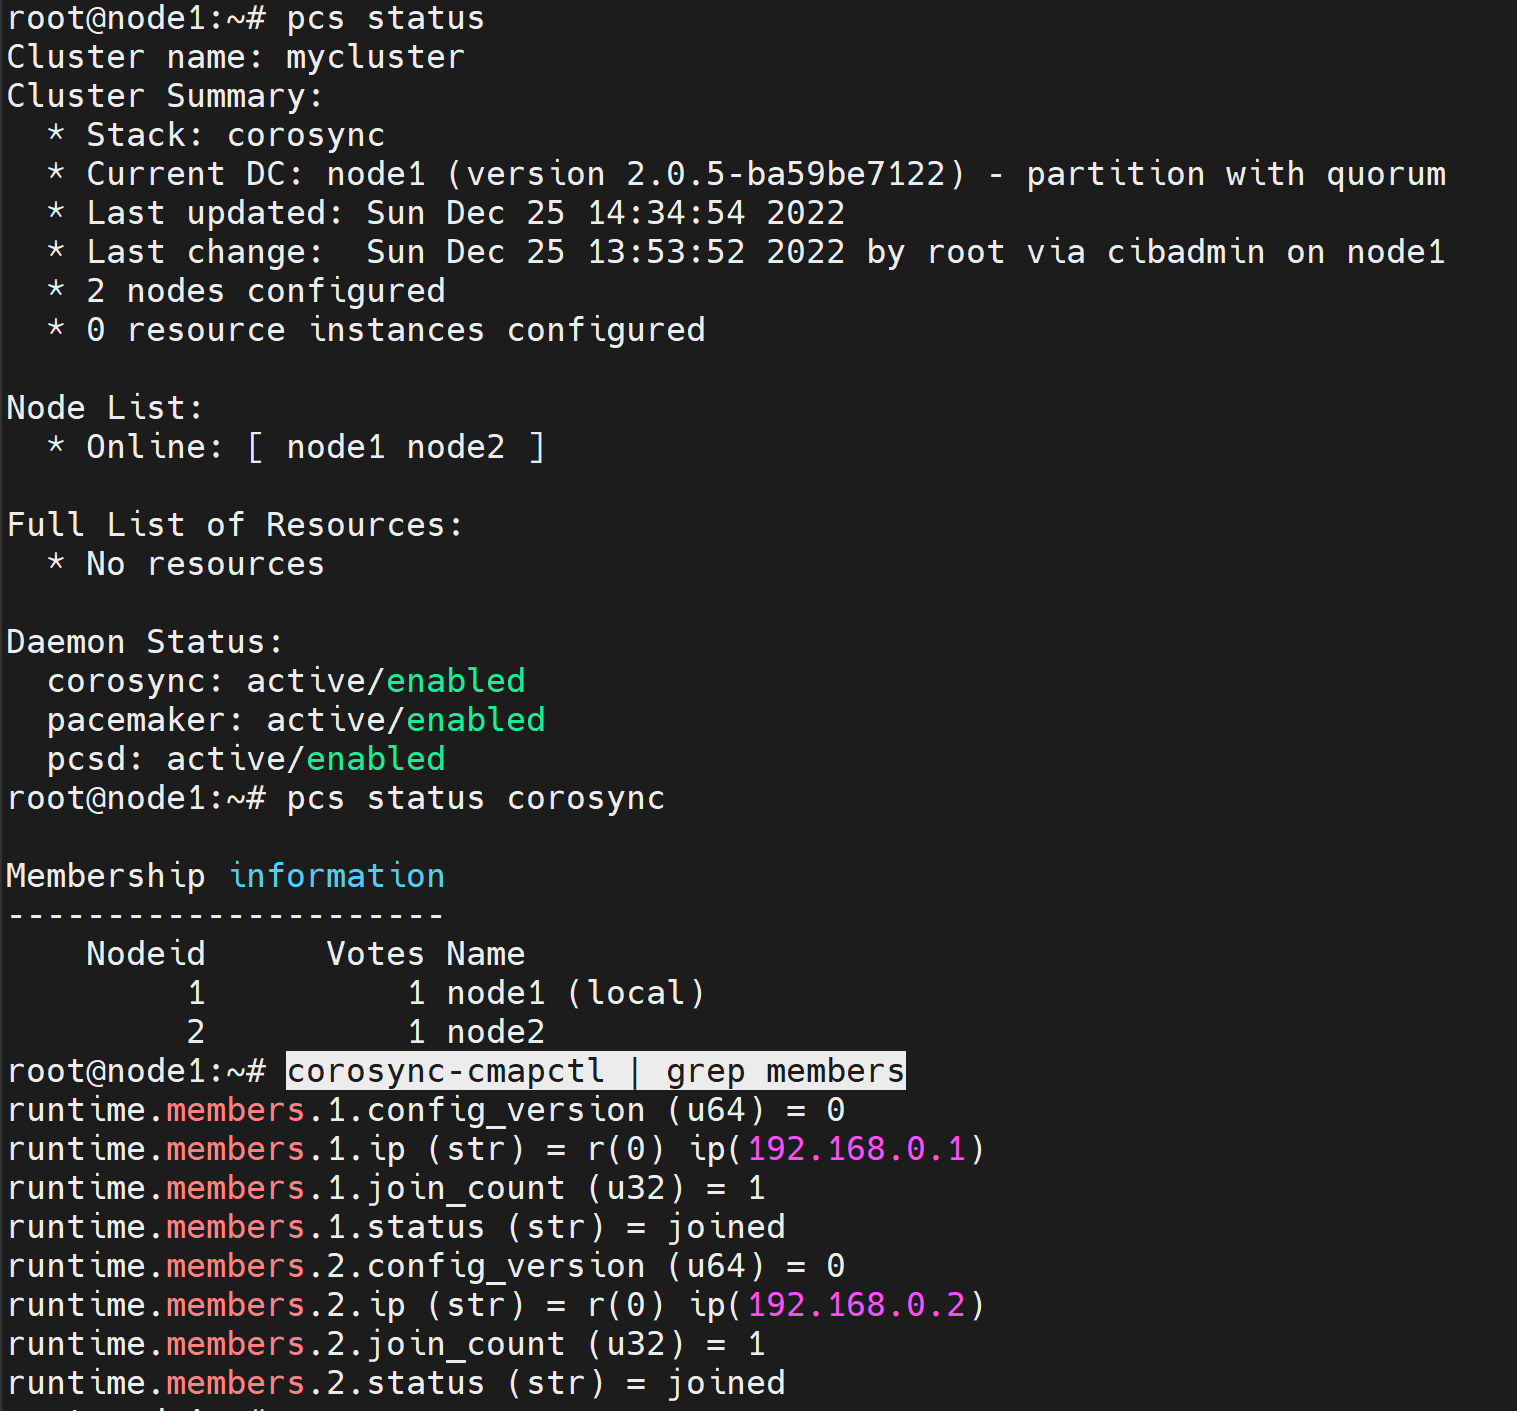 root@node1:~# pcs status
Cluster name: mycluster
Cluster Summary:
  * Stack: corosync
  * Current DC: node1 (version 2.0.5-ba59be7122) - partition with quorum
  * Last updated: Sun Dec 25 14:34:54 2022
  * Last change:  Sun Dec 25 13:53:52 2022 by root via cibadmin on node1
  * 2 nodes configured
  * 0 resource instances configured

Node List:
  * Online: [ node1 node2 ]

Full List of Resources:
  * No resources

Daemon Status:
  corosync: active/enabled
  pacemaker: active/enabled
  pcsd: active/enabled
root@node1:~# pcs status corosync

Membership information
----------------------
    Nodeid      Votes Name
         1          1 node1 (local)
         2          1 node2
root@node1:~# corosync-cmapctl | grep members
runtime.members.1.config_version (u64) = 0
runtime.members.1.ip (str) = r(0) ip(192.168.0.1)
runtime.members.1.join_count (u32) = 1
runtime.members.1.status (str) = joined
runtime.members.2.config_version (u64) = 0
runtime.members.2.ip (str) = r(0) ip(192.168.0.2)
runtime.members.2.join_count (u32) = 1
runtime.members.2.status (str) = joined